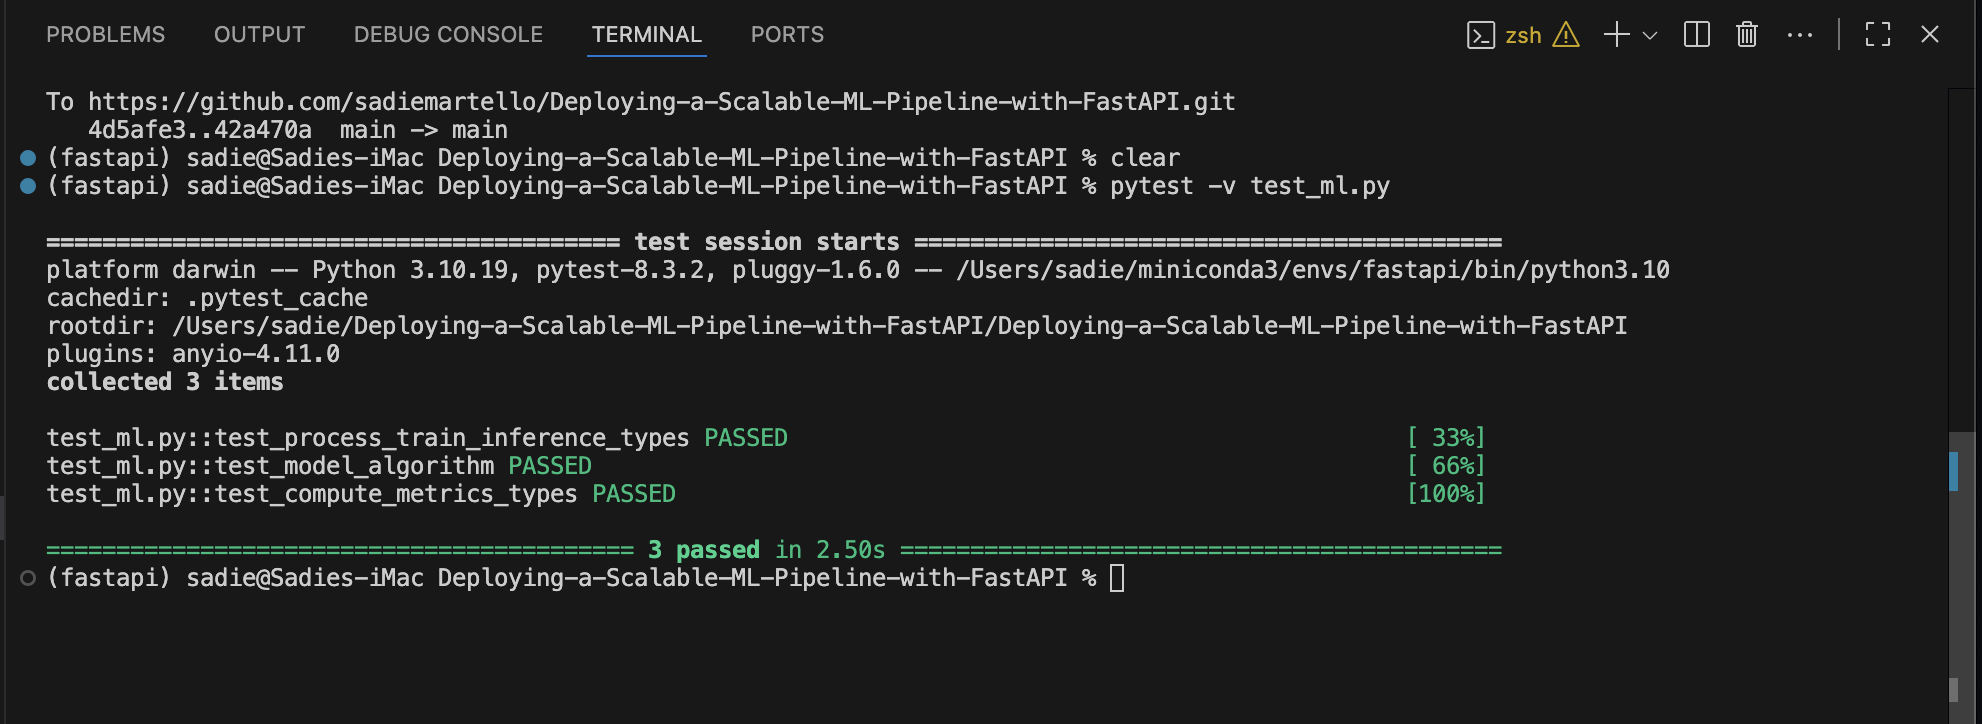 PROBLEMS OUTPUT DEBUG CONSOLE TERMINAL PORTS zsh
To https://github.com/sadiemartello/Deploying-a-Scalable-ML-Pipeline-with-FastAPI.git
4d5afe3..42a470a  main -> main
(fastapi) sadie@Sadies-iMac Deploying-a-Scalable-ML-Pipeline-with-FastAPI % clear
(fastapi) sadie@Sadies-iMac Deploying-a-Scalable-ML-Pipeline-with-FastAPI % pytest -v test_ml.py
========================================= test session starts ==========================================
platform darwin -- Python 3.10.19, pytest-8.3.2, pluggy-1.6.0 -- /Users/sadie/miniconda3/envs/fastapi/bin/python3.10
cachedir: .pytest_cache
rootdir: /Users/sadie/Deploying-a-Scalable-ML-Pipeline-with-FastAPI/Deploying-a-Scalable-ML-Pipeline-with-FastAPI
plugins: anyio-4.11.0
collected 3 items
test_ml.py::test_process_train_inference_types PASSED [ 33%]
test_ml.py::test_model_algorithm PASSED [ 66%]
test_ml.py::test_compute_metrics_types PASSED [100%]
========================================== 3 passed in 2.50s ===========================================
(fastapi) sadie@Sadies-iMac Deploying-a-Scalable-ML-Pipeline-with-FastAPI %